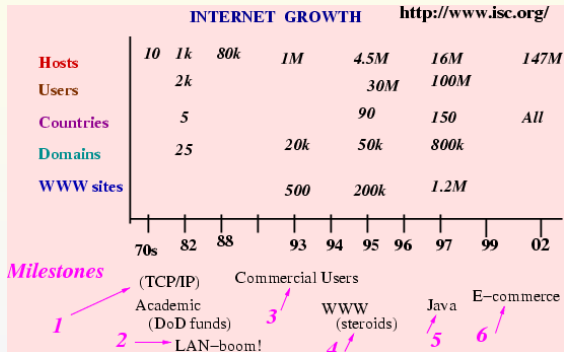 INTERNET GROWTH http://www.isc.org/
Hosts 10 1k 80k 1M 4.5M 16M 147M
Users 2k 30M 100M
Countries 5 90 150 All
Domains 25 20k 50k 800k
WWW sites 500 200k 1.2M
70s 82 88 93 94 95 96 97 99 02
Milestones
(TCP/IP) Commercial Users E-commerce
1 Academic 3 WWW Java
(DoD funds) (steroids) 6
2 LAN-boom! 4 5